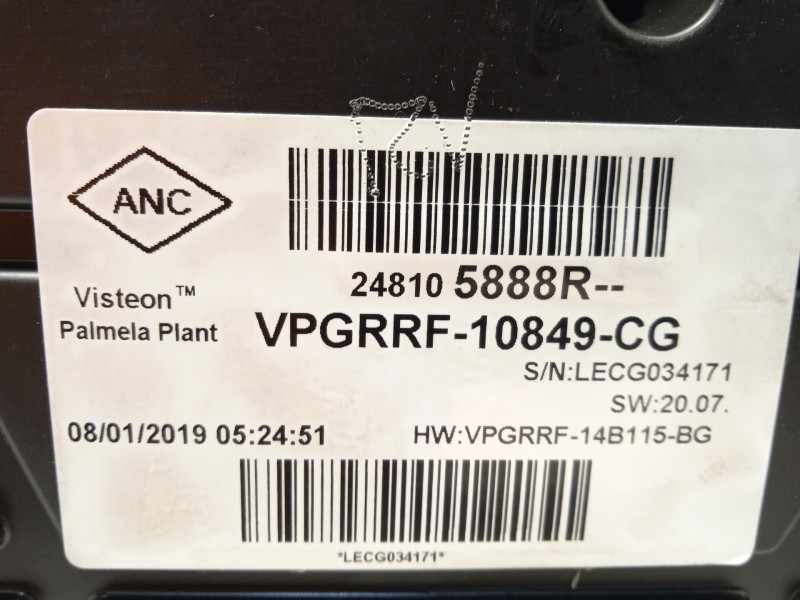 ANC
Visteon™
Palmela Plant
24810 5888R--
VPGRRF-10849-CG
S/N:LECG034171
SW:20.07.
08/01/2019 05:24:51
HW:VPGRRF-14B115-BG
*LECG034171*